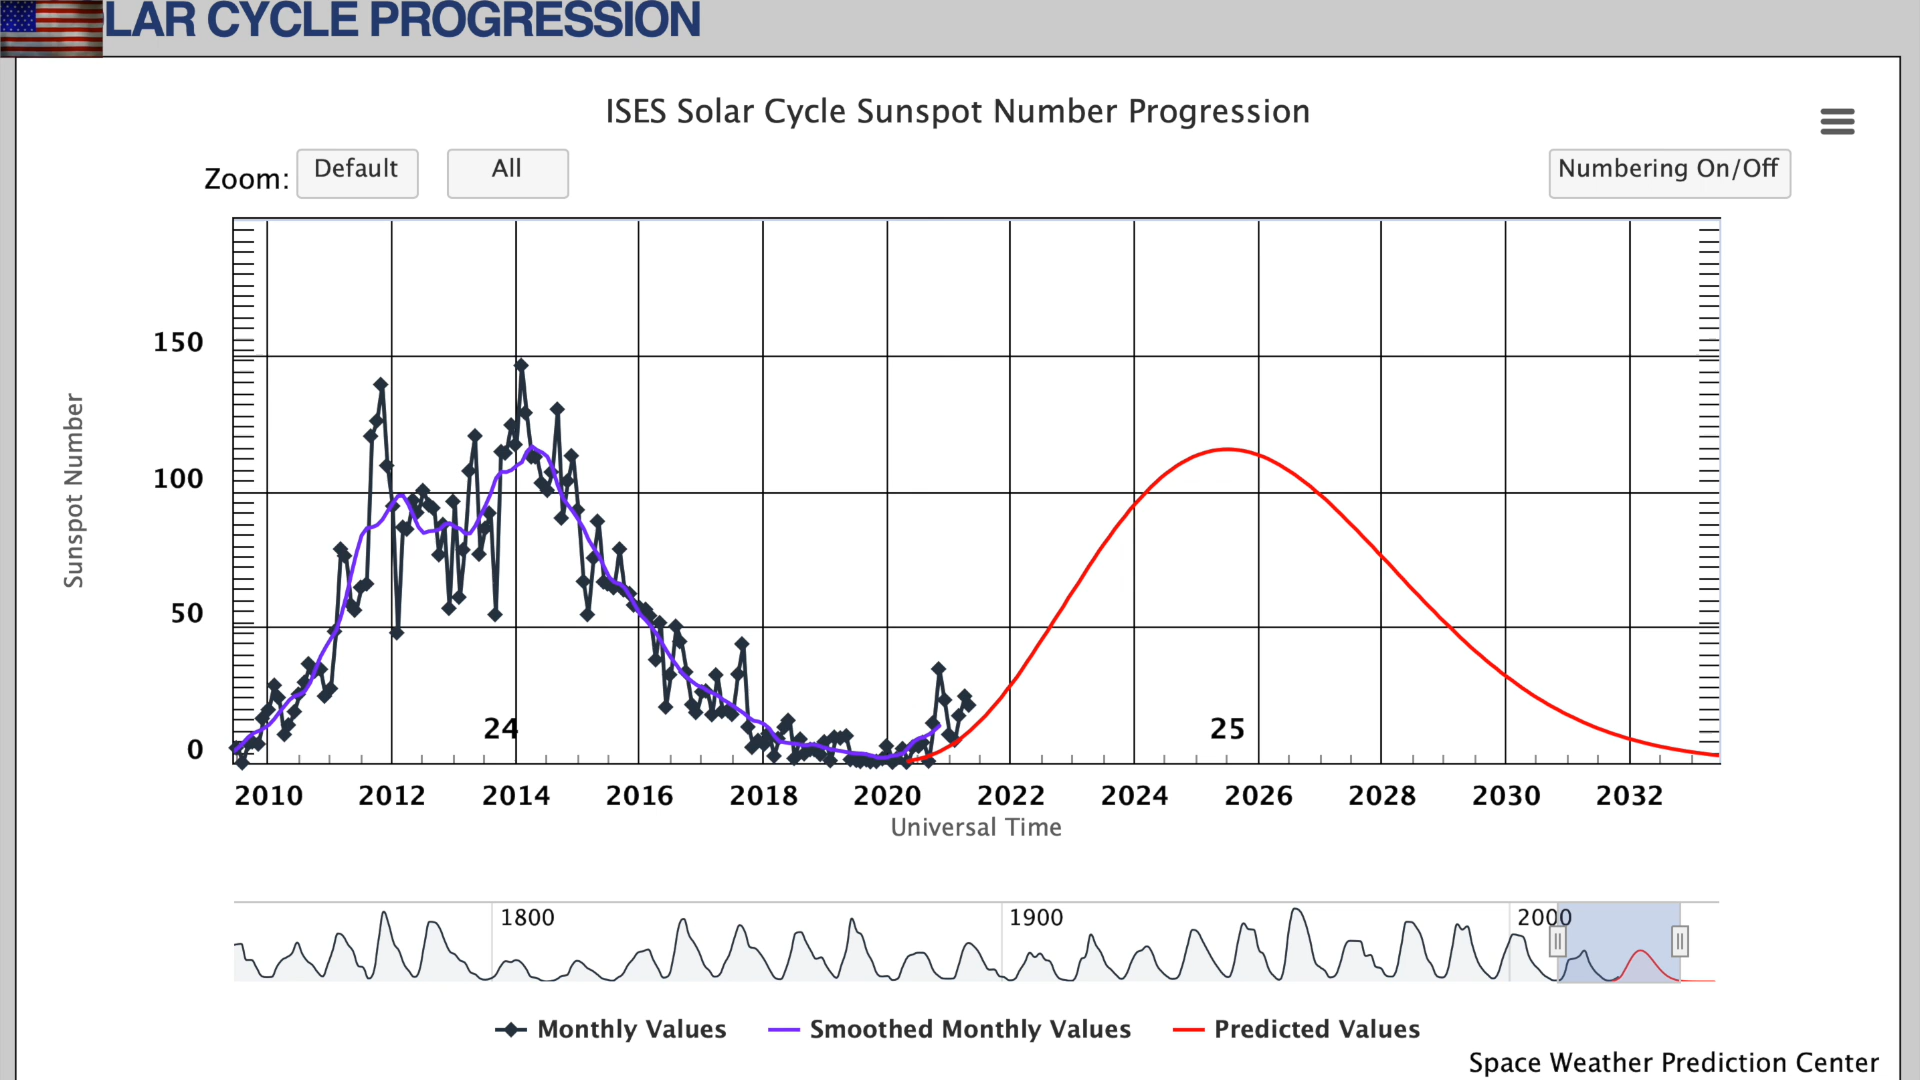 LAR CYCLE PROGRESSION
ISES Solar Cycle Sunspot Number Progression
Zoom: Default All Numbering On/Off
150
100
50
0
Sunspot Number
24 25
2010 2012 2014 2016 2018 2020 2022 2024 2026 2028 2030 2032
Universal Time
1800 1900 2000
Monthly Values Smoothed Monthly Values Predicted Values
Space Weather Prediction Center